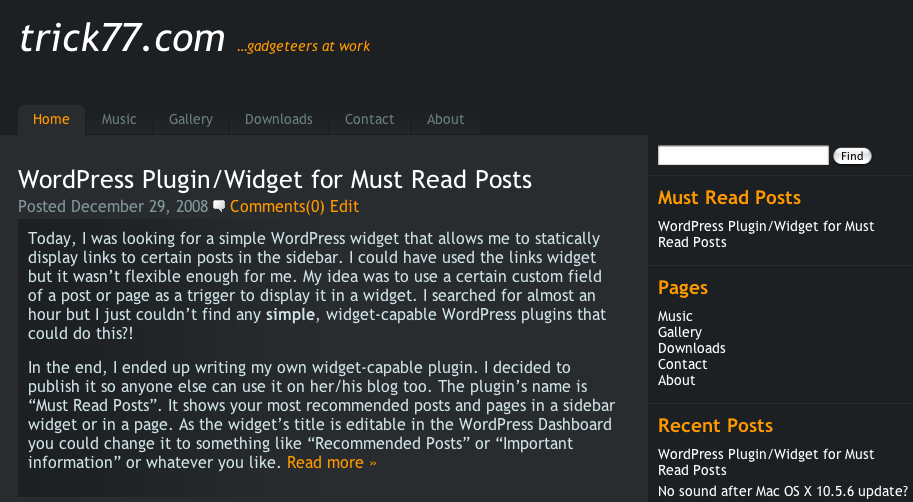 trick77.com ...gadgeteers at work
Home Music Gallery Downloads Contact About
WordPress Plugin/Widget for Must Read Posts
Posted December 29, 2008 Comments(0) Edit
Today, I was looking for a simple WordPress widget that allows me to statically
display links to certain posts in the sidebar. I could have used the links widget
but it wasn’t flexible enough for me. My idea was to use a certain custom field
of a post or page as a trigger to display it in a widget. I searched for almost an
hour but I just couldn’t find any simple, widget-capable WordPress plugins that
could do this?!
In the end, I ended up writing my own widget-capable plugin. I decided to
publish it so anyone else can use it on her/his blog too. The plugin’s name is
“Must Read Posts”. It shows your most recommended posts and pages in a sidebar
widget or in a page. As the widget’s title is editable in the WordPress Dashboard
you could change it to something like “Recommended Posts” or “Important
information” or whatever you like. Read more »
Find
Must Read Posts
WordPress Plugin/Widget for Must
Read Posts
Pages
Music
Gallery
Downloads
Contact
About
Recent Posts
WordPress Plugin/Widget for Must
Read Posts
No sound after Mac OS X 10.5.6 update?